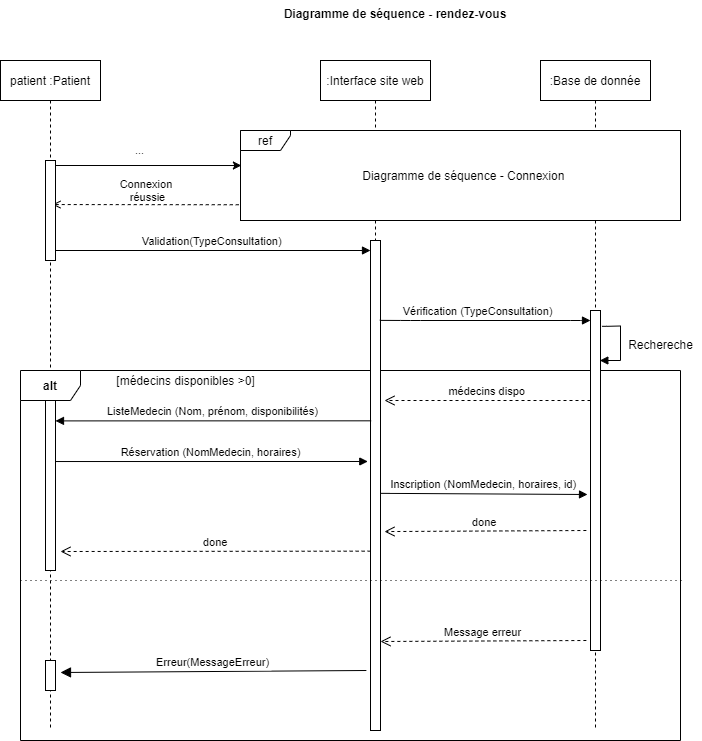 Diagramme de séquence - rendez-vous
patient :Patient
:Interface site web
:Base de donnée
ref
...
Diagramme de séquence - Connexion
Connexion
réussie
Validation(TypeConsultation)
Vérification (TypeConsultation)
Rechereche
alt
[médecins disponibles >0]
médecins dispo
ListeMedecin (Nom, prénom, disponibilités)
Réservation (NomMedecin, horaires)
Inscription (NomMedecin, horaires, id)
done
done
Message erreur
Erreur(MessageErreur)